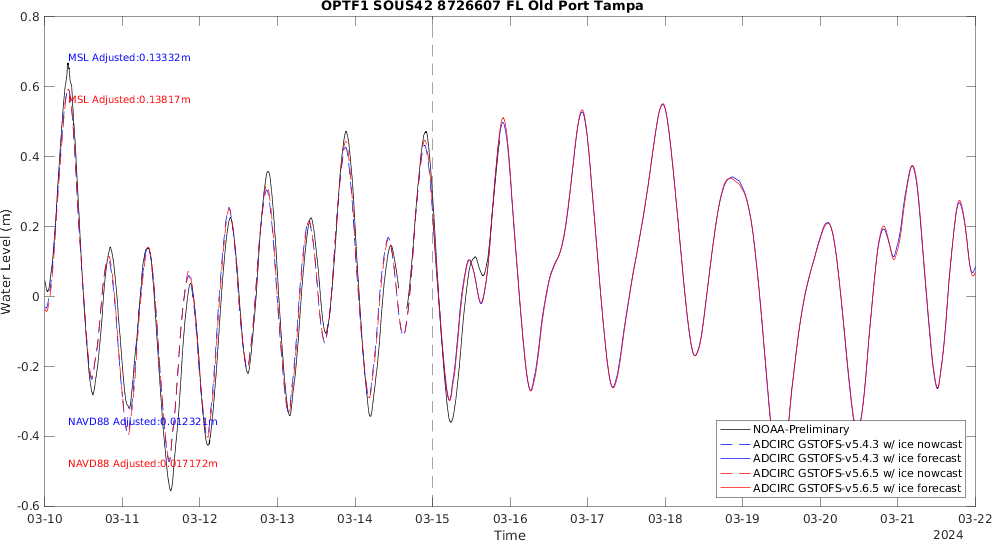 OPTF1 SOUS42 8726607 FL Old Port Tampa
0.8
0.6
0.4
0.2
0
-0.2
-0.4
-0.6
Water Level (m)
MSL Adjusted:0.13332m
MSL Adjusted:0.13817m
NAVD88 Adjusted:0.012321m
NAVD88 Adjusted:0.017172m
NOAA-Preliminary
ADCIRC GSTOFS-v5.4.3 w/ ice nowcast
ADCIRC GSTOFS-v5.4.3 w/ ice forecast
ADCIRC GSTOFS-v5.6.5 w/ ice nowcast
ADCIRC GSTOFS-v5.6.5 w/ ice forecast
03-10 03-11 03-12 03-13 03-14 03-15 03-16 03-17 03-18 03-19 03-20 03-21 03-22
Time
2024